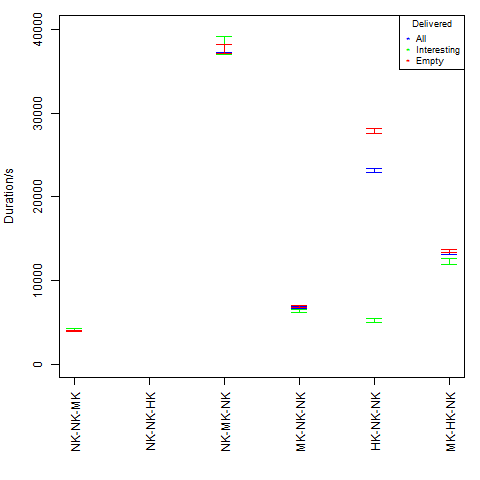 Delivered
All
Interesting
Empty
Duration/s
40000
30000
20000
10000
0
NK-NK-MK
NK-NK-HK
NK-MK-NK
MK-NK-NK
HK-NK-NK
MK-HK-NK